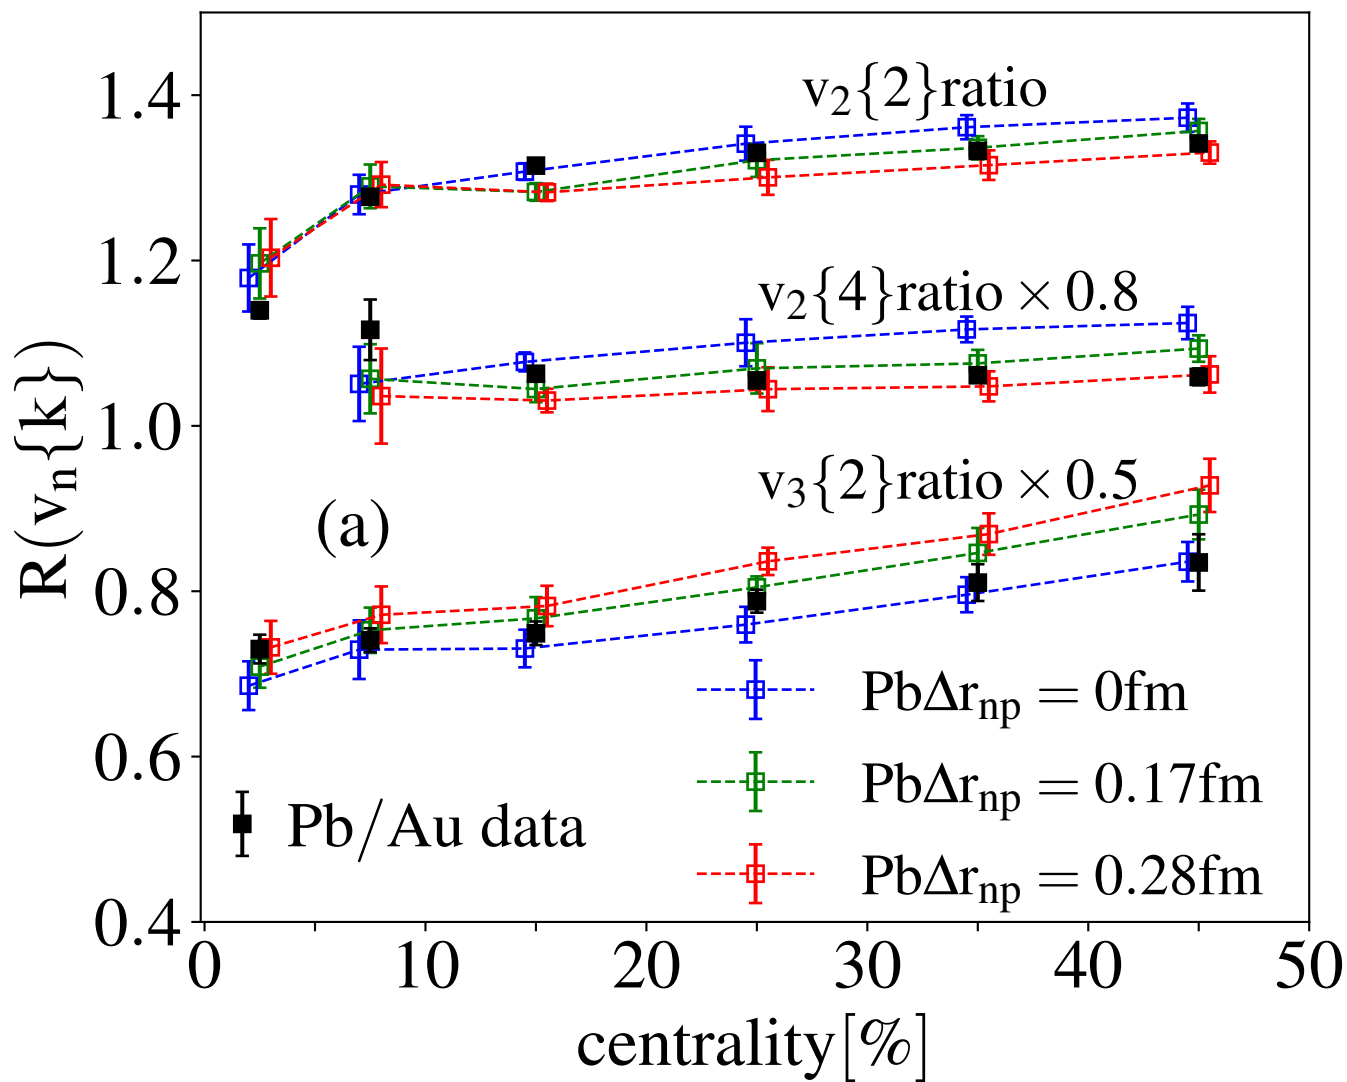 R(vₙ{k})
1.4
1.2
1.0
0.8
0.6
0.4
v₂{2}ratio
v₂{4}ratio × 0.8
v₃{2}ratio × 0.5
(a)
PbΔrₙₚ = 0fm
PbΔrₙₚ = 0.17fm
Pb/Au data
PbΔrₙₚ = 0.28fm
0 10 20 30 40 50
centrality[%]